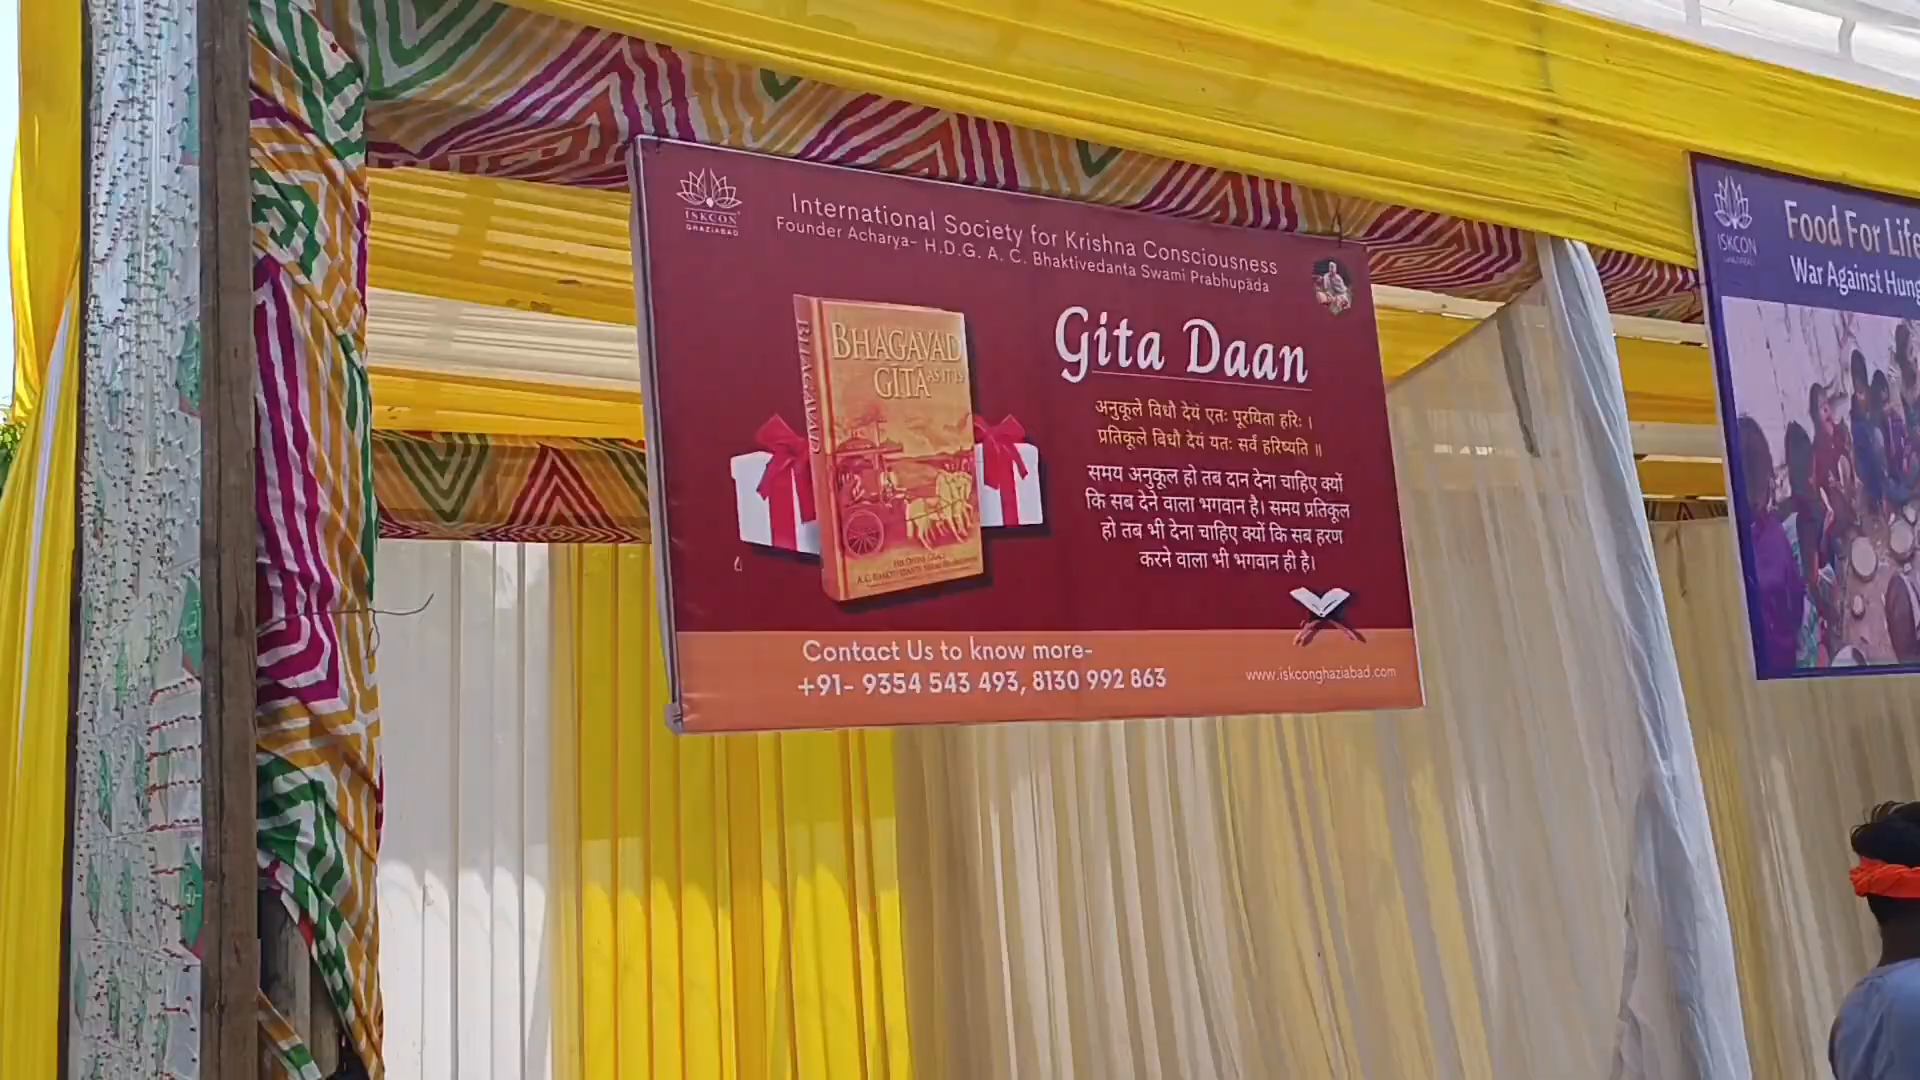 ISKCON
GHAZIABAD
International Society for Krishna Consciousness
Founder Acharya- H.D.G. A. C. Bhaktivedanta Swami Prabhupāda
BHAGAVAD
BHAGAVAD
GITA AS IT IS
HIS DIVINE GRACE
Gita Daan
अनुकूले विधौ देयं एतः पूरयिता हरिः ।
प्रतिकूले बिधौ देयं यतः सर्वं हरिष्यति ॥
समय अनुकूल हो तब दान देना चाहिए क्यों
कि सब देने वाला भगवान है। समय प्रतिकूल
हो तब भी देना चाहिए क्यों कि सब हरण
करने वाला भी भगवान ही है।
Contact Us to know more-
+91- 9354 543 493, 8130 992 863
www.iskconghaziabad.com
ISKCON
Food For Life
War Against Hung